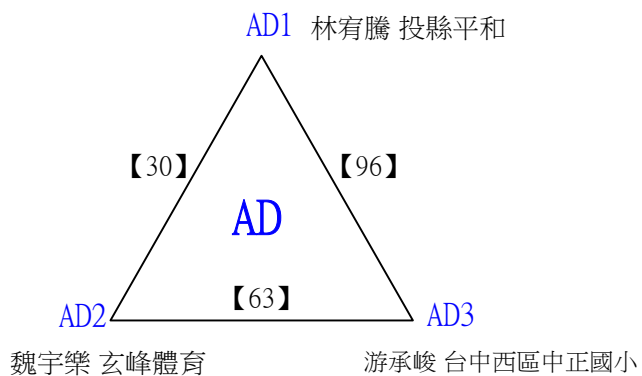 AD1 林宥騰 投縣平和
【30】 【96】
AD
【63】
AD2 AD3
魏宇樂 玄峰體育 游承峻 台中西區中正國小